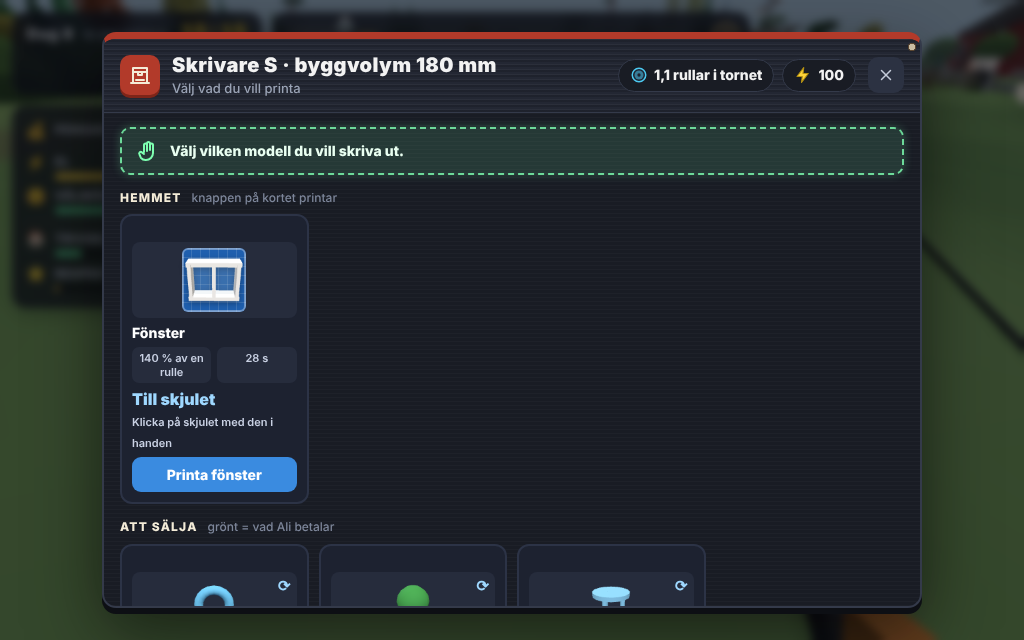 Skrivare S · byggvolym 180 mm
Välj vad du vill printa
1,1 rullar i tornet
100
Välj vilken modell du vill skriva ut.
HEMMET knappen på kortet printar
Fönster
140 % av en
rulle
28 s
Till skjulet
Klicka på skjulet med den i
handen
Printa fönster
ATT SÄLJA grönt = vad Ali betalar